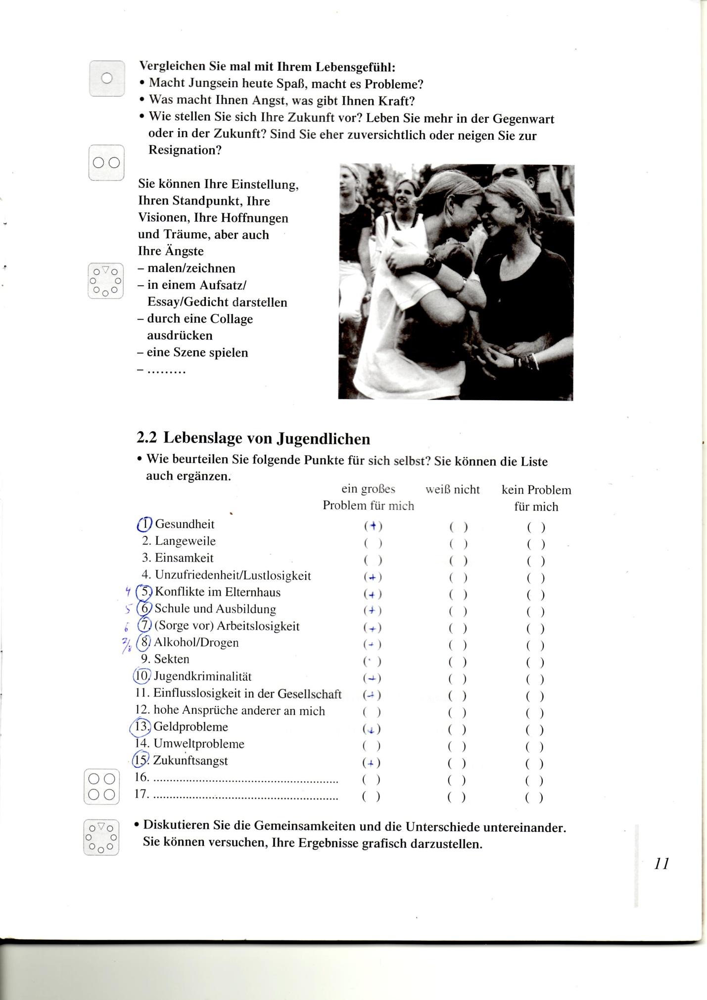 Vergleichen Sie mal mit Ihrem Lebensgefühl:
• Macht Jungsein heute Spaß, macht es Probleme?
• Was macht Ihnen Angst, was gibt Ihnen Kraft?
• Wie stellen Sie sich Ihre Zukunft vor? Leben Sie mehr in der Gegenwart
oder in der Zukunft? Sind Sie eher zuversichtlich oder neigen Sie zur
Resignation?
Sie können Ihre Einstellung,
Ihren Standpunkt, Ihre
Visionen, Ihre Hoffnungen
und Träume, aber auch
Ihre Ängste
– malen/zeichnen
– in einem Aufsatz/
Essay/Gedicht darstellen
– durch eine Collage
ausdrücken
– eine Szene spielen
– .........
2.2 Lebenslage von Jugendlichen
• Wie beurteilen Sie folgende Punkte für sich selbst? Sie können die Liste
auch ergänzen.
ein großes weiß nicht kein Problem
Problem für mich für mich
1. Gesundheit (+) ( ) ( )
2. Langeweile ( ) ( ) ( )
3. Einsamkeit ( ) ( ) ( )
4. Unzufriedenheit/Lustlosigkeit (+) ( ) ( )
4 5. Konflikte im Elternhaus (+) ( ) ( )
5 6. Schule und Ausbildung (+) ( ) ( )
6 7. (Sorge vor) Arbeitslosigkeit (+) ( ) ( )
7/8 8. Alkohol/Drogen (+) ( ) ( )
9. Sekten ( ) ( ) ( )
10. Jugendkriminalität (+) ( ) ( )
11. Einflusslosigkeit in der Gesellschaft (+) ( ) ( )
12. hohe Ansprüche anderer an mich ( ) ( ) ( )
13. Geldprobleme (+) ( ) ( )
14. Umweltprobleme ( ) ( ) ( )
15. Zukunftsangst (+) ( ) ( )
16. ........................................................ ( ) ( ) ( )
17. ........................................................ ( ) ( ) ( )
• Diskutieren Sie die Gemeinsamkeiten und die Unterschiede untereinander.
Sie können versuchen, Ihre Ergebnisse grafisch darzustellen.
11